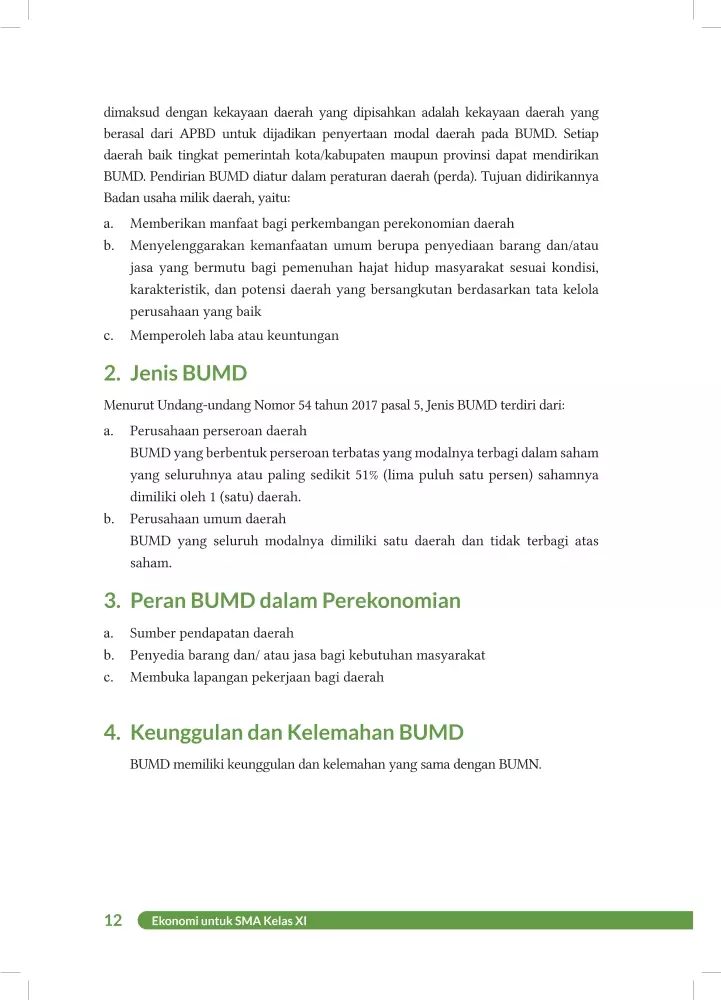 dimaksud dengan kekayaan daerah yang dipisahkan adalah kekayaan daerah yang
berasal dari APBD untuk dijadikan penyertaan modal daerah pada BUMD. Setiap
daerah baik tingkat pemerintah kota/kabupaten maupun provinsi dapat mendirikan
BUMD. Pendirian BUMD diatur dalam peraturan daerah (perda). Tujuan didirikannya
Badan usaha milik daerah, yaitu:
a. Memberikan manfaat bagi perkembangan perekonomian daerah
b. Menyelenggarakan kemanfaatan umum berupa penyediaan barang dan/atau
jasa yang bermutu bagi pemenuhan hajat hidup masyarakat sesuai kondisi,
karakteristik, dan potensi daerah yang bersangkutan berdasarkan tata kelola
perusahaan yang baik
c. Memperoleh laba atau keuntungan
2. Jenis BUMD
Menurut Undang-undang Nomor 54 tahun 2017 pasal 5, Jenis BUMD terdiri dari:
a. Perusahaan perseroan daerah
BUMD yang berbentuk perseroan terbatas yang modalnya terbagi dalam saham
yang seluruhnya atau paling sedikit 51% (lima puluh satu persen) sahamnya
dimiliki oleh 1 (satu) daerah.
b. Perusahaan umum daerah
BUMD yang seluruh modalnya dimiliki satu daerah dan tidak terbagi atas
saham.
3. Peran BUMD dalam Perekonomian
a. Sumber pendapatan daerah
b. Penyedia barang dan/ atau jasa bagi kebutuhan masyarakat
c. Membuka lapangan pekerjaan bagi daerah
4. Keunggulan dan Kelemahan BUMD
BUMD memiliki keunggulan dan kelemahan yang sama dengan BUMN.
12 Ekonomi untuk SMA Kelas XI